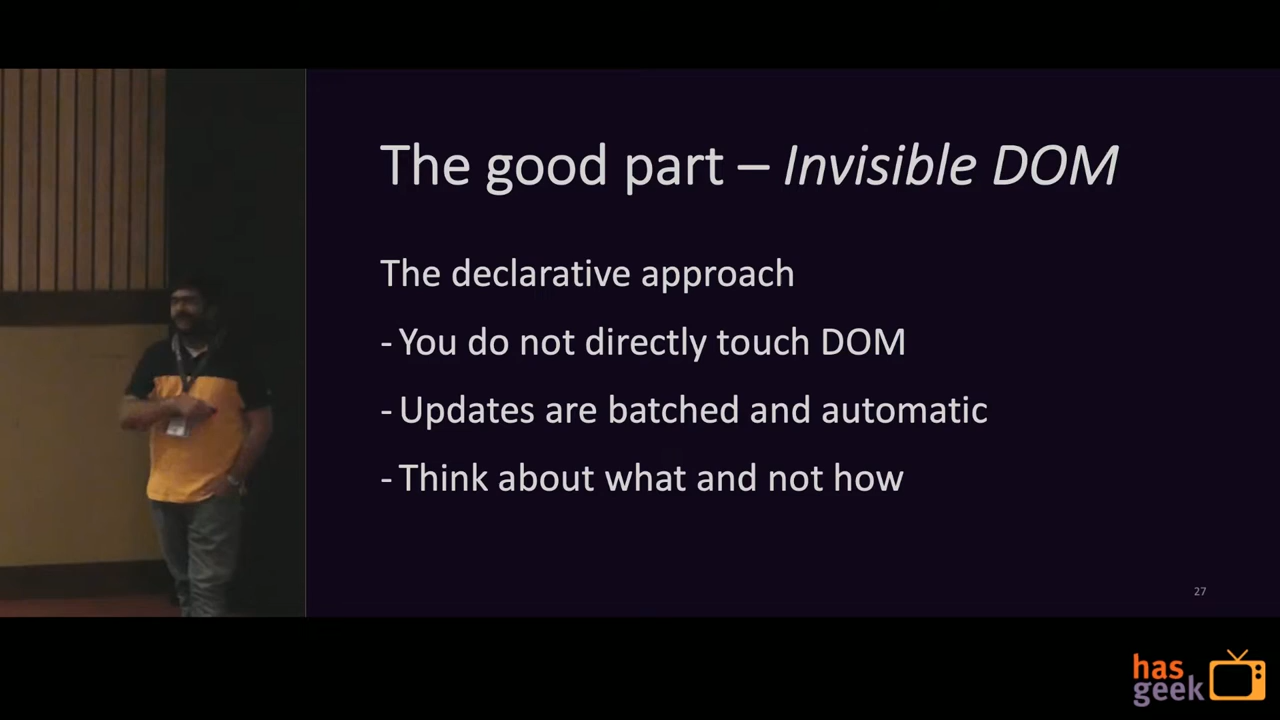 The good part – Invisible DOM
The declarative approach
- You do not directly touch DOM
- Updates are batched and automatic
- Think about what and not how
27
has
geek